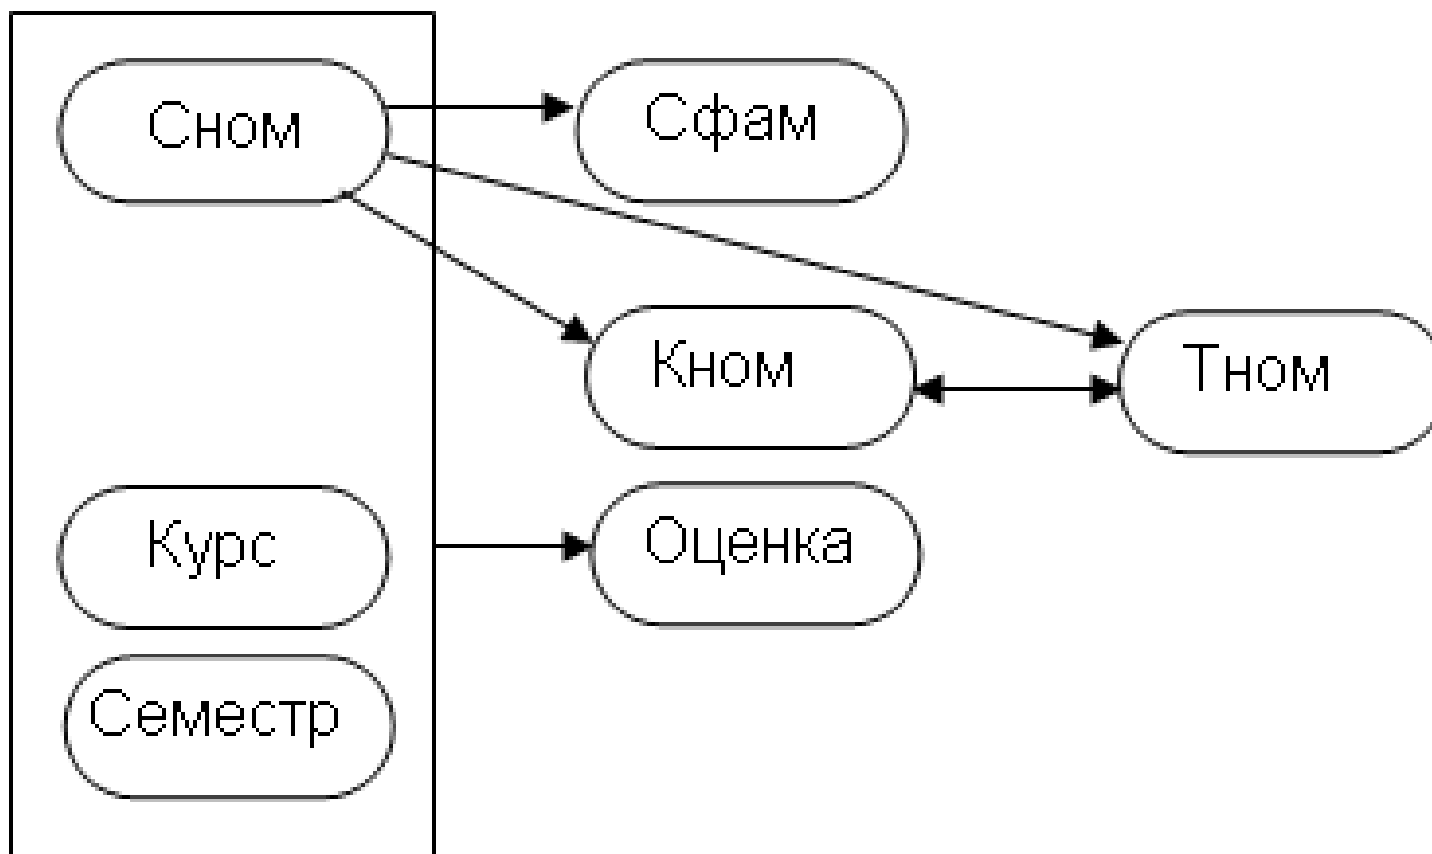 Сном
Сфам
Кном
Тном
Курс
Оценка
Семестр